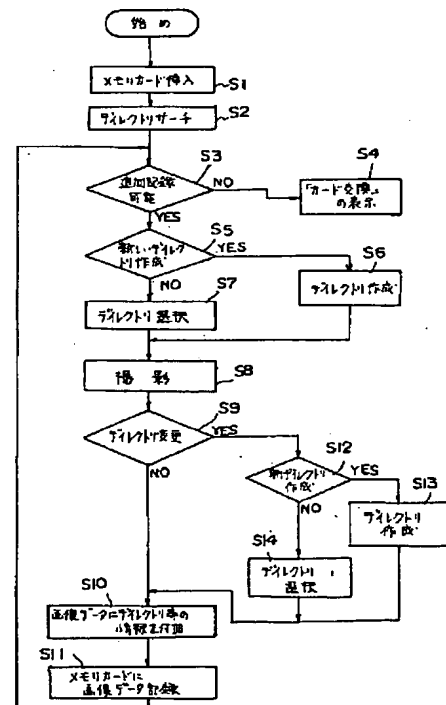 始め
メモリカード挿入
S1
ディレクトリサーチ
S2
S3
追加記録
可能
NO
YES
S4
「カード交換」
の表示
S5
新しいディレク
トリ作成
YES
NO
S6
ディレクトリ作成
S7
ディレクトリ選択
撮影
S8
S9
ディレクトリ変更
YES
NO
S12
新ディレクトリ
作成
YES
NO
S13
ディレクトリ
作成
S14
ディレクトリ
選択
S10
画像データにディレクトリ等の
情報を付加
S11
メモリカードに
画像データ記録